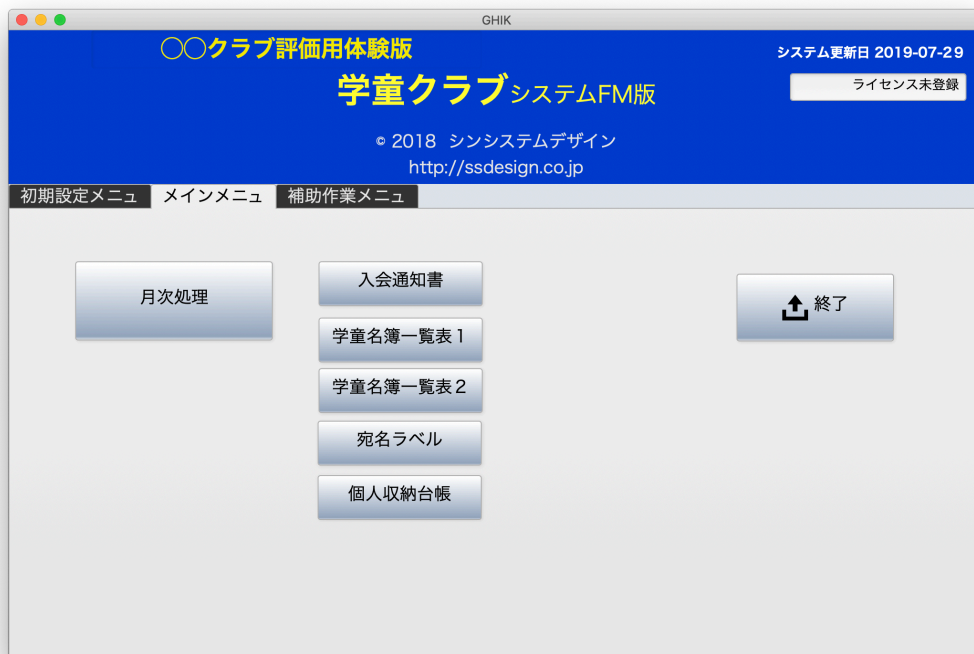 GHIK
〇〇クラブ評価用体験版
システム更新日 2019-07-29
学童クラブシステムFM版
ライセンス未登録
© 2018 シンシステムデザイン
http://ssdesign.co.jp
初期設定メニュ メインメニュ 補助作業メニュ
月次処理
入会通知書
学童名簿一覧表１
学童名簿一覧表２
宛名ラベル
個人収納台帳
終了